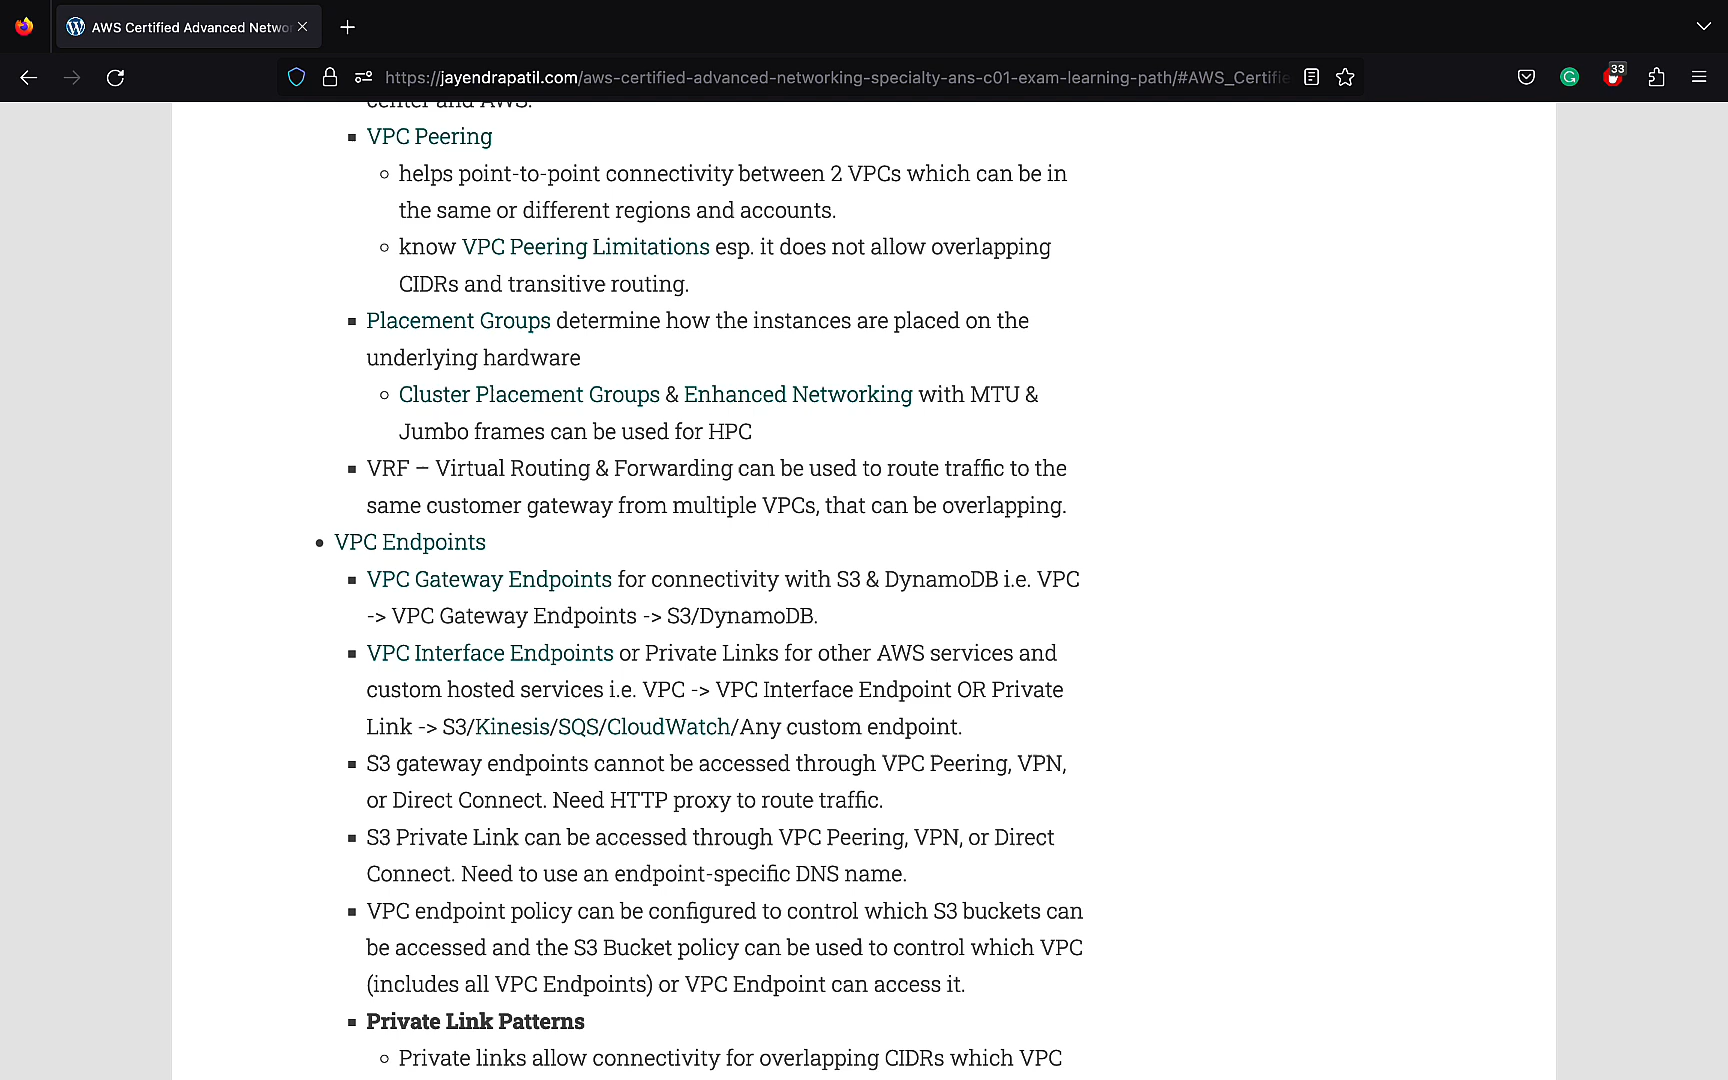 AWS Certified Advanced Netwo
https://jayendrapatil.com/aws-certified-advanced-networking-specialty-ans-c01-exam-learning-path/#AWS_Certifie
33
center and AWS.
VPC Peering
helps point-to-point connectivity between 2 VPCs which can be in
the same or different regions and accounts.
know VPC Peering Limitations esp. it does not allow overlapping
CIDRs and transitive routing.
Placement Groups determine how the instances are placed on the
underlying hardware
Cluster Placement Groups & Enhanced Networking with MTU &
Jumbo frames can be used for HPC
VRF – Virtual Routing & Forwarding can be used to route traffic to the
same customer gateway from multiple VPCs, that can be overlapping.
VPC Endpoints
VPC Gateway Endpoints for connectivity with S3 & DynamoDB i.e. VPC
-> VPC Gateway Endpoints -> S3/DynamoDB.
VPC Interface Endpoints or Private Links for other AWS services and
custom hosted services i.e. VPC -> VPC Interface Endpoint OR Private
Link -> S3/Kinesis/SQS/CloudWatch/Any custom endpoint.
S3 gateway endpoints cannot be accessed through VPC Peering, VPN,
or Direct Connect. Need HTTP proxy to route traffic.
S3 Private Link can be accessed through VPC Peering, VPN, or Direct
Connect. Need to use an endpoint-specific DNS name.
VPC endpoint policy can be configured to control which S3 buckets can
be accessed and the S3 Bucket policy can be used to control which VPC
(includes all VPC Endpoints) or VPC Endpoint can access it.
Private Link Patterns
Private links allow connectivity for overlapping CIDRs which VPC